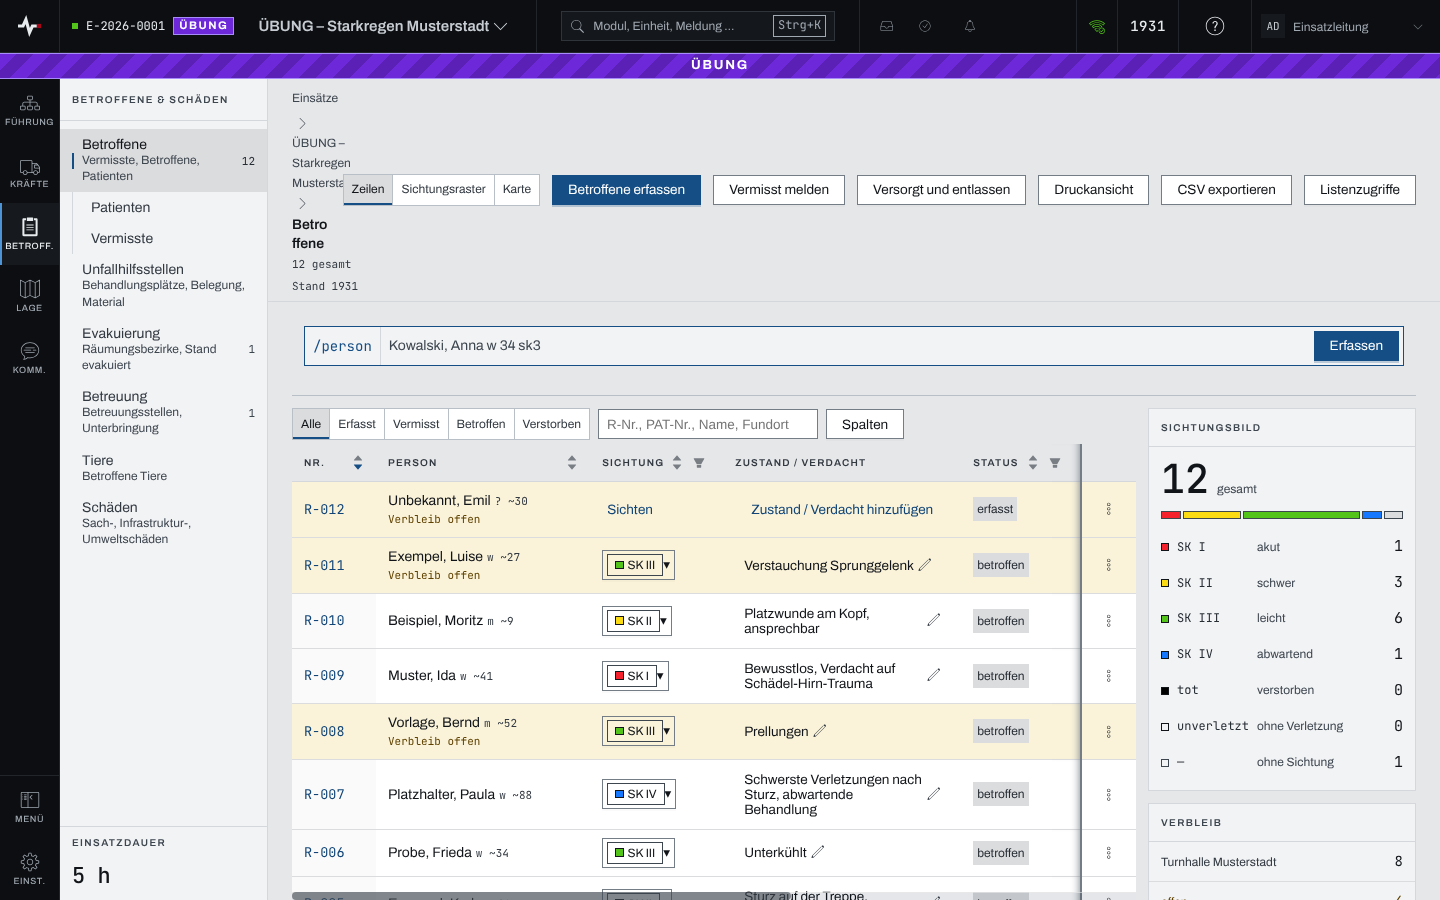 E-2026-0001
ÜBUNG
ÜBUNG – Starkregen Musterstadt
Modul, Einheit, Meldung ...
Strg+K
1931
?
AD
Einsatzleitung
ÜBUNG
FÜHRUNG
KRÄFTE
BETROFF.
LAGE
KOMM.
MENÜ
EINST.
BETROFFENE & SCHÄDEN
Betroffene
Vermisste, Betroffene,
Patienten
12
Patienten
Vermisste
Unfallhilfsstellen
Behandlungsplätze, Belegung,
Material
Evakuierung
Räumungsbezirke, Stand
evakuiert
1
Betreuung
Betreuungsstellen,
Unterbringung
1
Tiere
Betroffene Tiere
Schäden
Sach-, Infrastruktur-,
Umweltschäden
EINSATZDAUER
5 h
Einsätze
ÜBUNG –
Starkregen
Mustersta
Betro
ffene
12 gesamt
Stand 1931
Zeilen
Sichtungsraster
Karte
Betroffene erfassen
Vermisst melden
Versorgt und entlassen
Druckansicht
CSV exportieren
Listenzugriffe
/person
Kowalski, Anna w 34 sk3
Erfassen
Alle
Erfasst
Vermisst
Betroffen
Verstorben
R-Nr., PAT-Nr., Name, Fundort
Spalten
NR.
PERSON
SICHTUNG
ZUSTAND / VERDACHT
STATUS
R-012
Unbekannt, Emil ? ~30
Verbleib offen
Sichten
Zustand / Verdacht hinzufügen
erfasst
R-011
Exempel, Luise w ~27
Verbleib offen
SK III
Verstauchung Sprunggelenk
betroffen
R-010
Beispiel, Moritz m ~9
SK II
Platzwunde am Kopf,
ansprechbar
betroffen
R-009
Muster, Ida w ~41
SK I
Bewusstlos, Verdacht auf
Schädel-Hirn-Trauma
betroffen
R-008
Vorlage, Bernd m ~52
Verbleib offen
SK III
Prellungen
betroffen
R-007
Platzhalter, Paula w ~88
SK IV
Schwerste Verletzungen nach
Sturz, abwartende
Behandlung
betroffen
R-006
Probe, Frieda w ~34
SK III
Unterkühlt
betroffen
Sturz auf der Treppe,
SICHTUNGSBILD
12 gesamt
SK I akut 1
SK II schwer 3
SK III leicht 6
SK IV abwartend 1
tot verstorben 0
unverletzt ohne Verletzung 0
– ohne Sichtung 1
VERBLEIB
Turnhalle Musterstadt 8